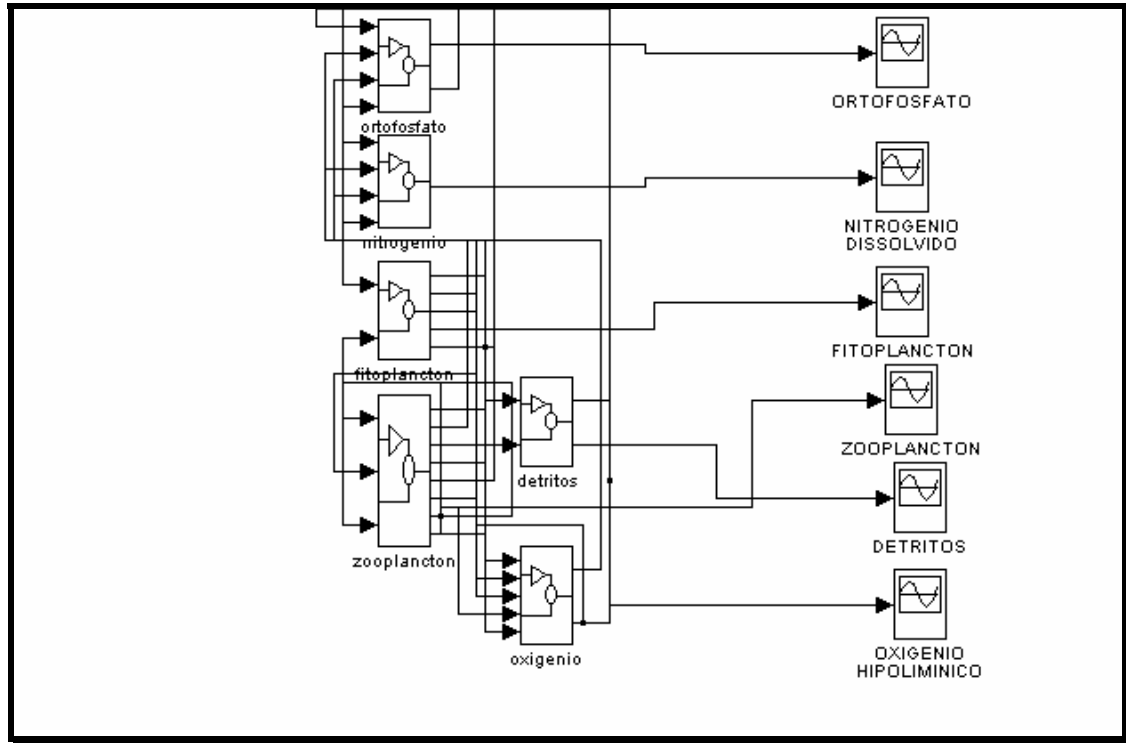 ORTOFOSFATO
ortofosfato
NITROGENIO
DISSOLVIDO
nitrogenio
FITOPLANCTON
fitoplancton
ZOOPLANCTON
detritos
DETRITOS
zooplancton
OXIGENIO
HIPOLIMINICO
oxigenio